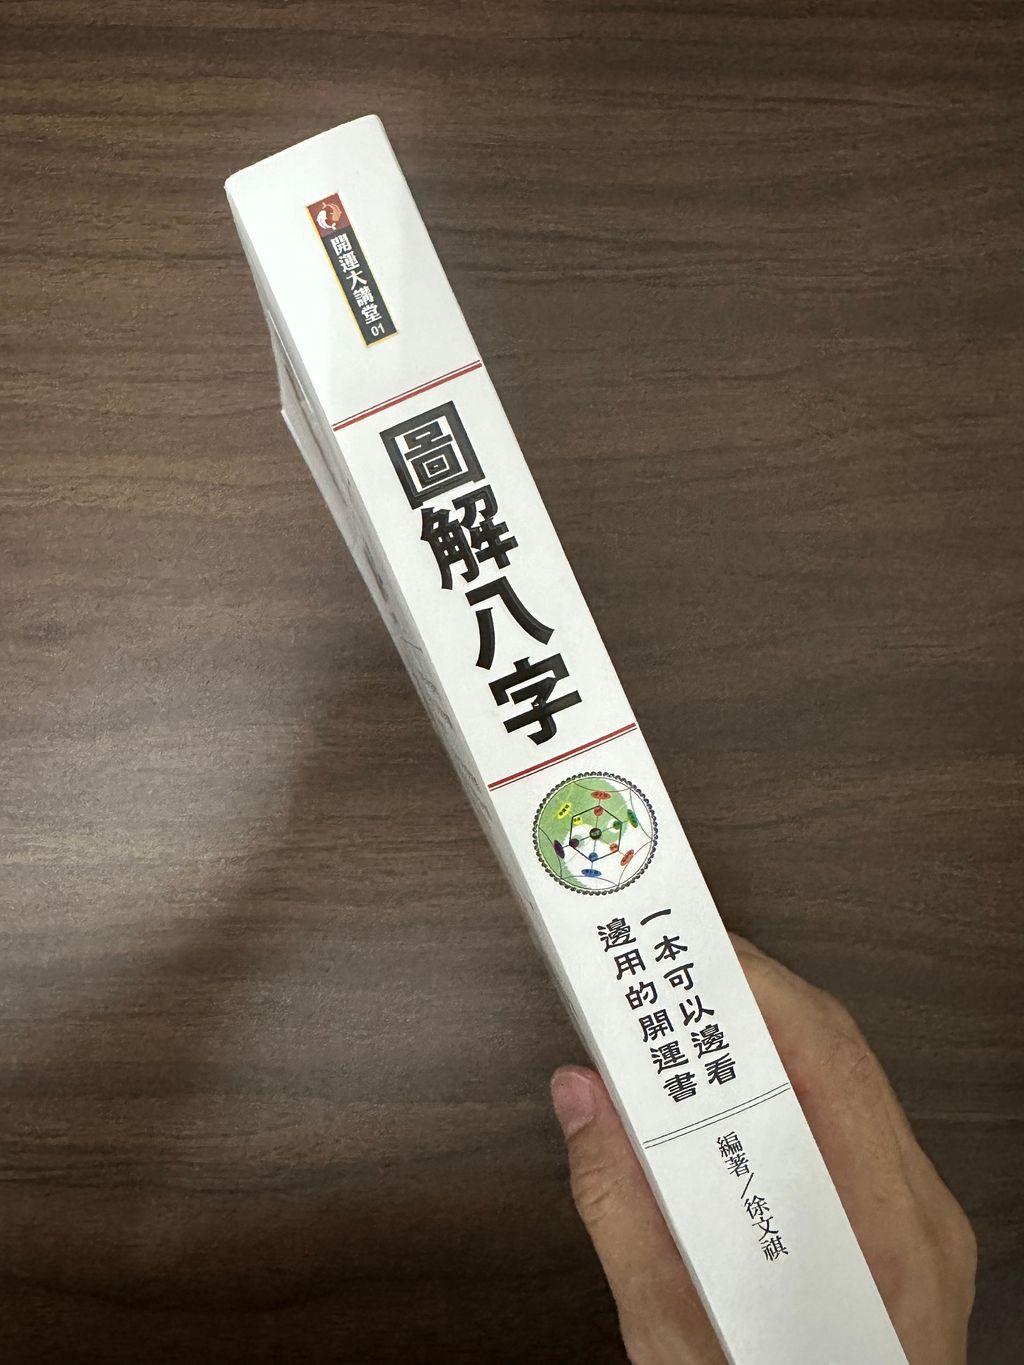 開運大講堂
01
圖解八字
一本可以邊看
邊用的開運書
編著／徐文祺